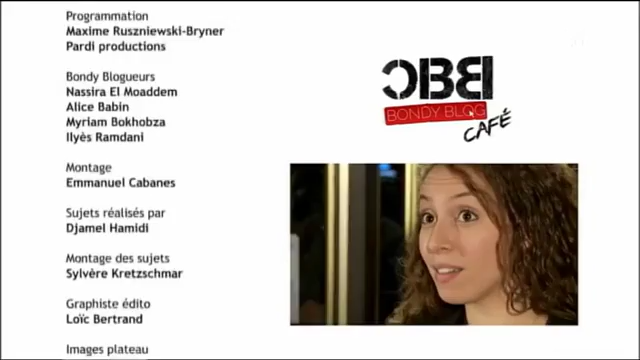 Programmation
Maxime Ruszniewski-Bryner
Pardi productions
Bondy Blogueurs
Nassira El Moaddem
Alice Babin
Myriam Bokhobza
Ilyès Ramdani
Montage
Emmanuel Cabanes
Sujets réalisés par
Djamel Hamidi
Montage des sujets
Sylvère Kretzschmar
Graphiste édito
Loïc Bertrand
Images plateau
BONDY BLOG
CAFÉ